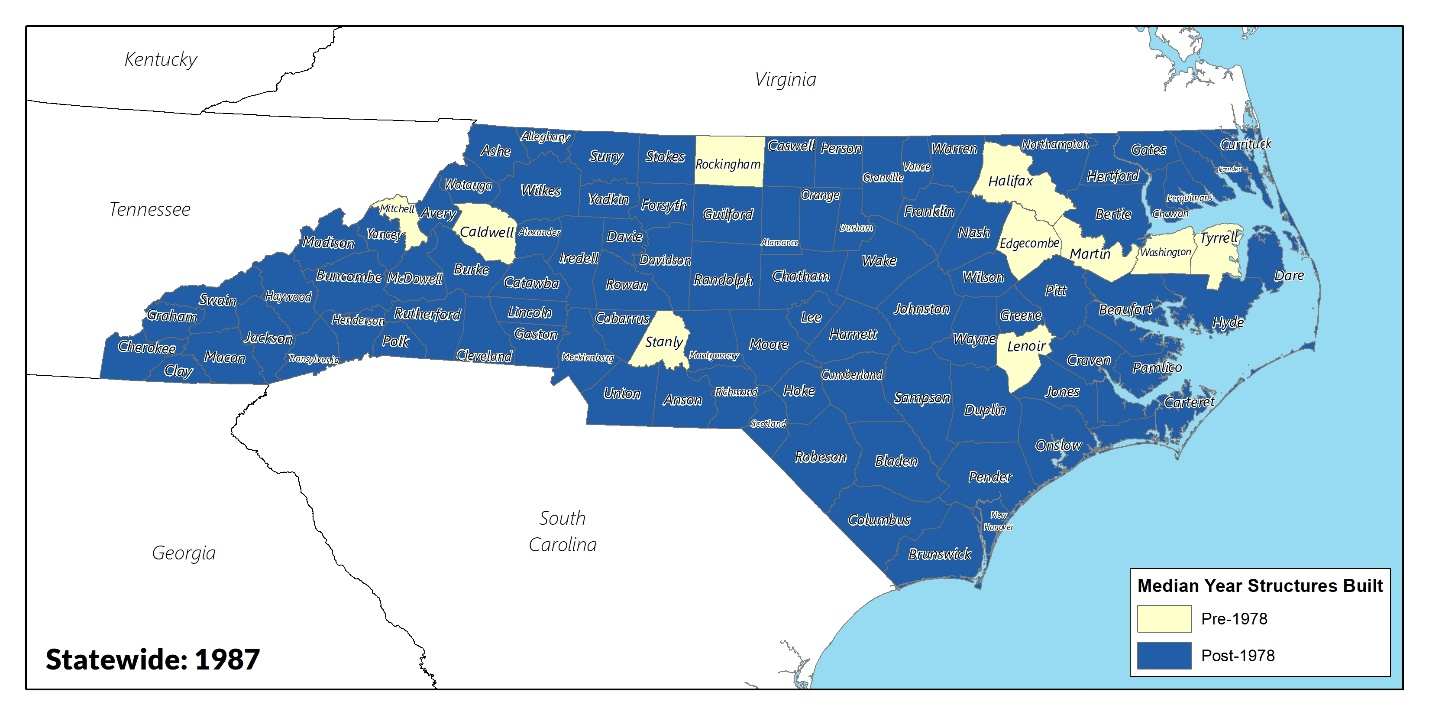 Kentucky
Virginia
Tennessee
Georgia
South
Carolina
Alleghany
Ashe
Surry
Stokes
Rockingham
Caswell
Person
Granville
Vance
Warren
Halifax
Northampton
Gates
Hertford
Currituck
Camden
Perquimans
Chowan
Bertie
Watauga
Wilkes
Yadkin
Forsyth
Guilford
Orange
Alamance
Durham
Franklin
Nash
Edgecombe
Martin
Washington
Tyrrell
Dare
Mitchell
Avery
Caldwell
Alexander
Yancey
Madison
Davie
Iredell
Davidson
Randolph
Chatham
Wake
Wilson
Pitt
Beaufort
Hyde
Buncombe
McDowell
Burke
Catawba
Rowan
Johnston
Greene
Swain
Haywood
Graham
Henderson
Rutherford
Lincoln
Gaston
Cabarrus
Stanly
Montgomery
Moore
Lee
Harnett
Wayne
Lenoir
Craven
Pamlico
Cherokee
Clay
Macon
Jackson
Transylvania
Polk
Cleveland
Mecklenburg
Union
Anson
Richmond
Scotland
Hoke
Cumberland
Sampson
Duplin
Jones
Carteret
Onslow
Robeson
Bladen
Pender
Columbus
Brunswick
New
Hanover
Statewide: 1987
Median Year Structures Built
Pre-1978
Post-1978